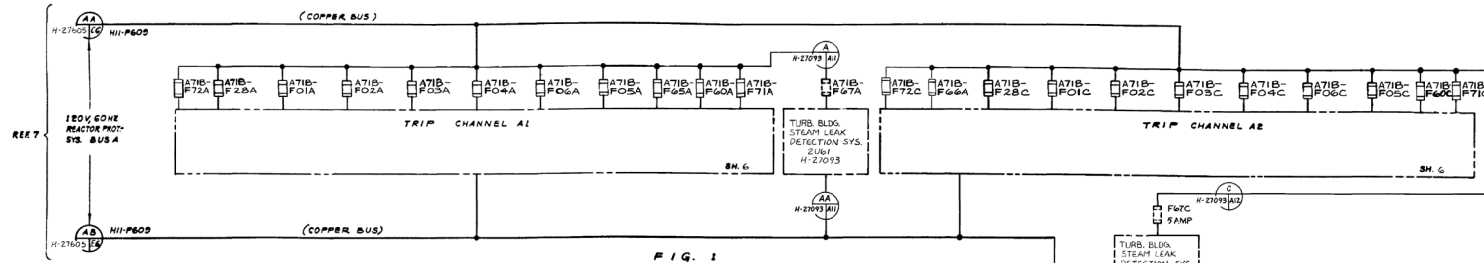 AA
H-27605 C6
H11-P609
(COPPER BUS)
REF. 7
120V, 60HZ
REACTOR PROT.
SYS. BUS A
A71B-
F72A
A71B-
F28A
A71B-
F01A
A71B-
F02A
A71B-
F03A
A71B-
F04A
A71B-
F06A
A71B-
F05A
A71B-
F65A
A71B-
F60A
A71B-
F71A
TRIP CHANNEL A1
SH. 6
A
H-27093 A11
A71B-
F67A
TURB. BLDG.
STEAM LEAK
DETECTION SYS.
2U61
H-27093
AA
H-27093 A11
A71B-
F72C
A71B-
F66A
A71B-
F28C
A71B-
F01C
A71B-
F02C
A71B-
F03C
A71B-
F04C
A71B-
F06C
A71B-
F05C
A71B-
F60C
A71B-
F71C
TRIP CHANNEL A2
SH. 6
C
H-27093 A12
F67C
5 AMP
TURB. BLDG.
STEAM LEAK
DETECTION SYS.
AB
H-27605 E6
H11-P609
(COPPER BUS)
FIG. 1